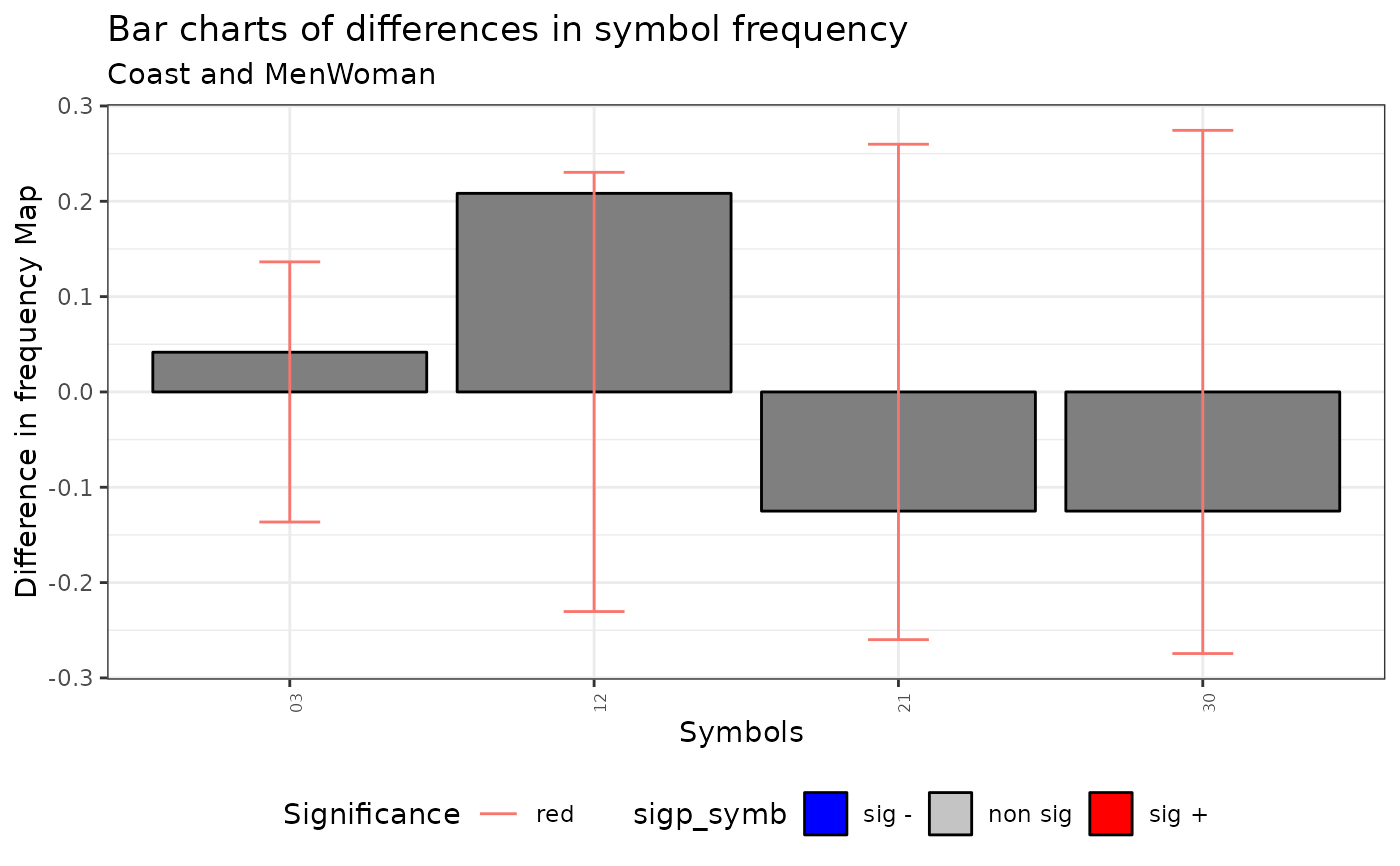 Bar charts of differences in symbol frequency
Coast and MenWoman
Difference in frequency Map
0.3
0.2
0.1
0.0
-0.1
-0.2
-0.3
03 12 21 30
Symbols
Significance red sigp_symb sig - non sig sig +